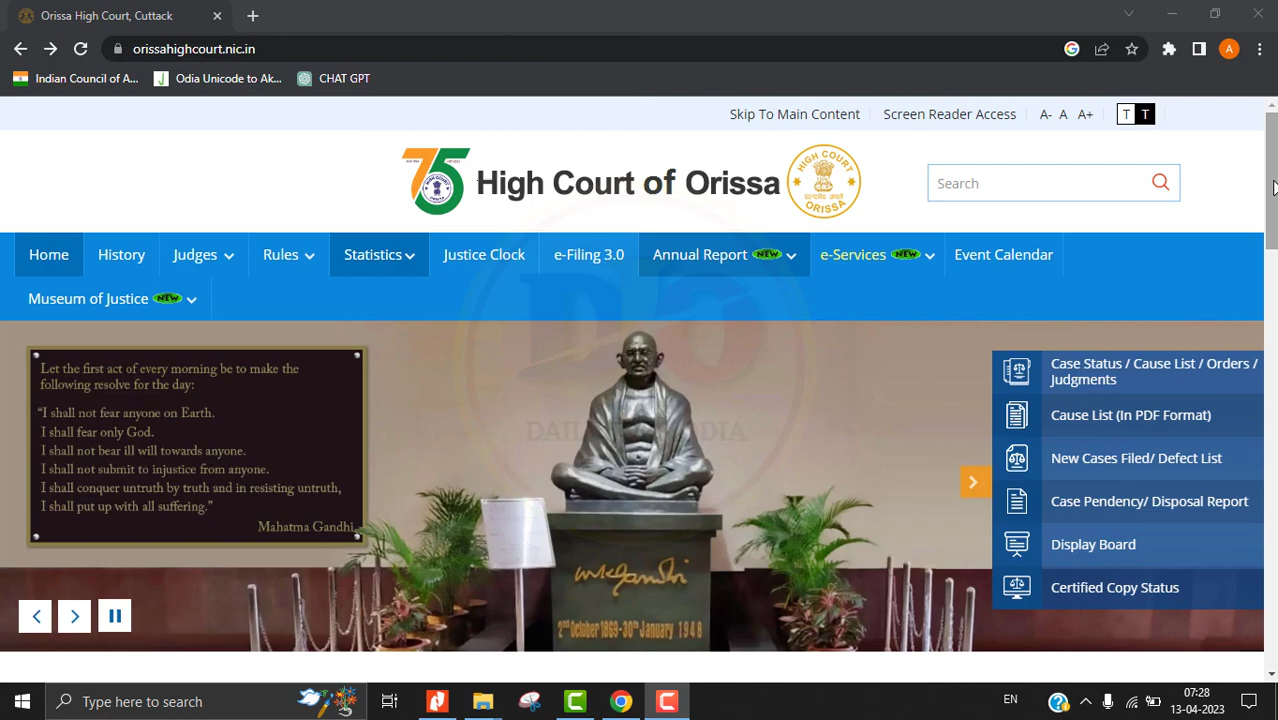 Orissa High Court, Cuttack
orissahighcourt.nic.in
Indian Council of A...
Odia Unicode to Ak...
CHAT GPT
Skip To Main Content
Screen Reader Access
A- A A+
T T
75
High Court of Orissa
HIGH COURT
ORISSA
Search
Home
History
Judges
Rules
Statistics
Justice Clock
e-Filing 3.0
Annual Report NEW
e-Services NEW
Event Calendar
Museum of Justice NEW
Let the first act of every morning be to make the
following resolve for the day:
“I shall not fear anyone on Earth.
I shall fear only God.
I shall not bear ill will towards anyone.
I shall not submit to injustice from anyone.
I shall conquer untruth by truth and in resisting untruth,
I shall put up with all suffering.”
Mahatma Gandhi
mkgandhi
2nd October 1869-30th January 1948
Case Status / Cause List / Orders /
Judgments
Cause List (In PDF Format)
New Cases Filed/ Defect List
Case Pendency/ Disposal Report
Display Board
Certified Copy Status
Type here to search
EN
07:28
13-04-2023
A